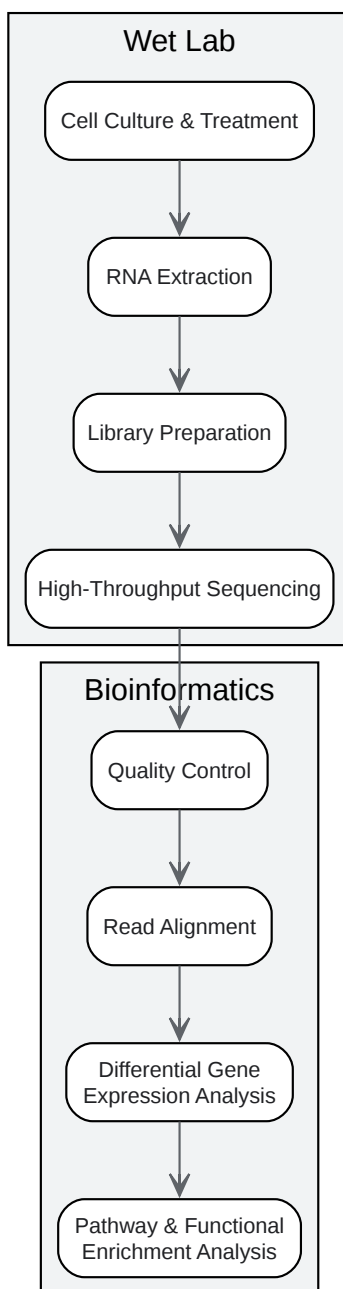 Wet Lab
Cell Culture & Treatment
RNA Extraction
Library Preparation
High-Throughput Sequencing
Bioinformatics
Quality Control
Read Alignment
Differential Gene
Expression Analysis
Pathway & Functional
Enrichment Analysis